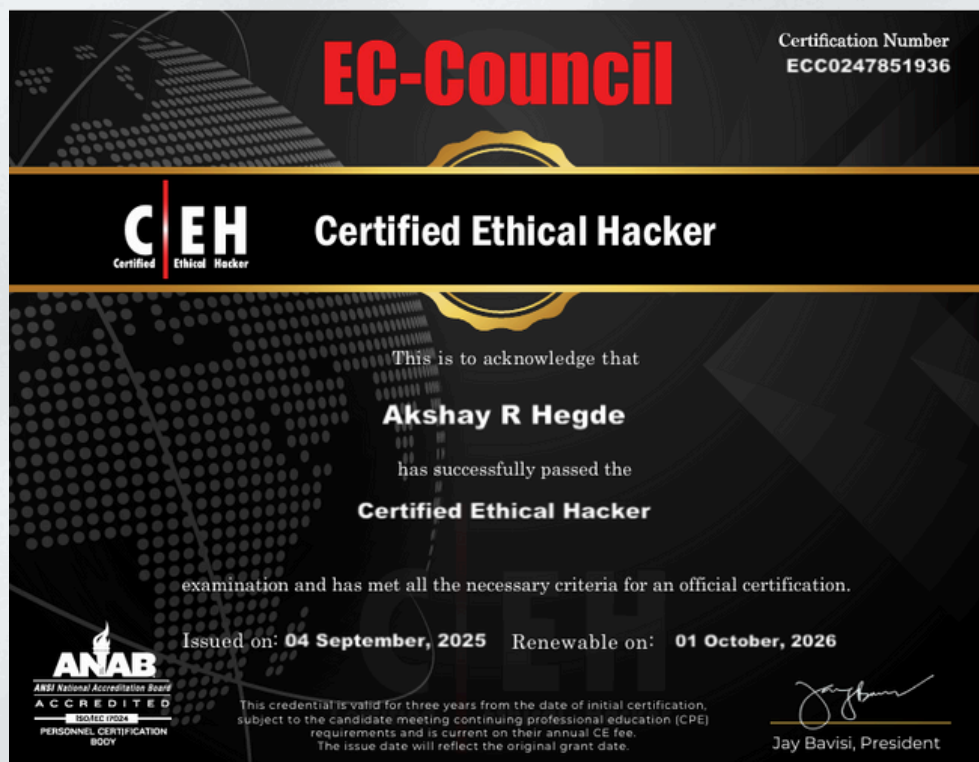 EC-Council
Certification Number
ECC0247851936
C EH
Certified Ethical Hacker
Certified Ethical Hacker
This is to acknowledge that
Akshay R Hegde
has successfully passed the
Certified Ethical Hacker
examination and has met all the necessary criteria for an official certification.
Issued on: 04 September, 2025 Renewable on: 01 October, 2026
ANAB
ANSI National Accreditation Board
ACCREDITED
ISO/IEC 17024
PERSONNEL CERTIFICATION
BODY
This credential is valid for three years from the date of initial certification,
subject to the candidate meeting continuing professional education (CPE)
requirements and is current on their annual CE fee.
The issue date will reflect the original grant date.
Jay Bavisi, President